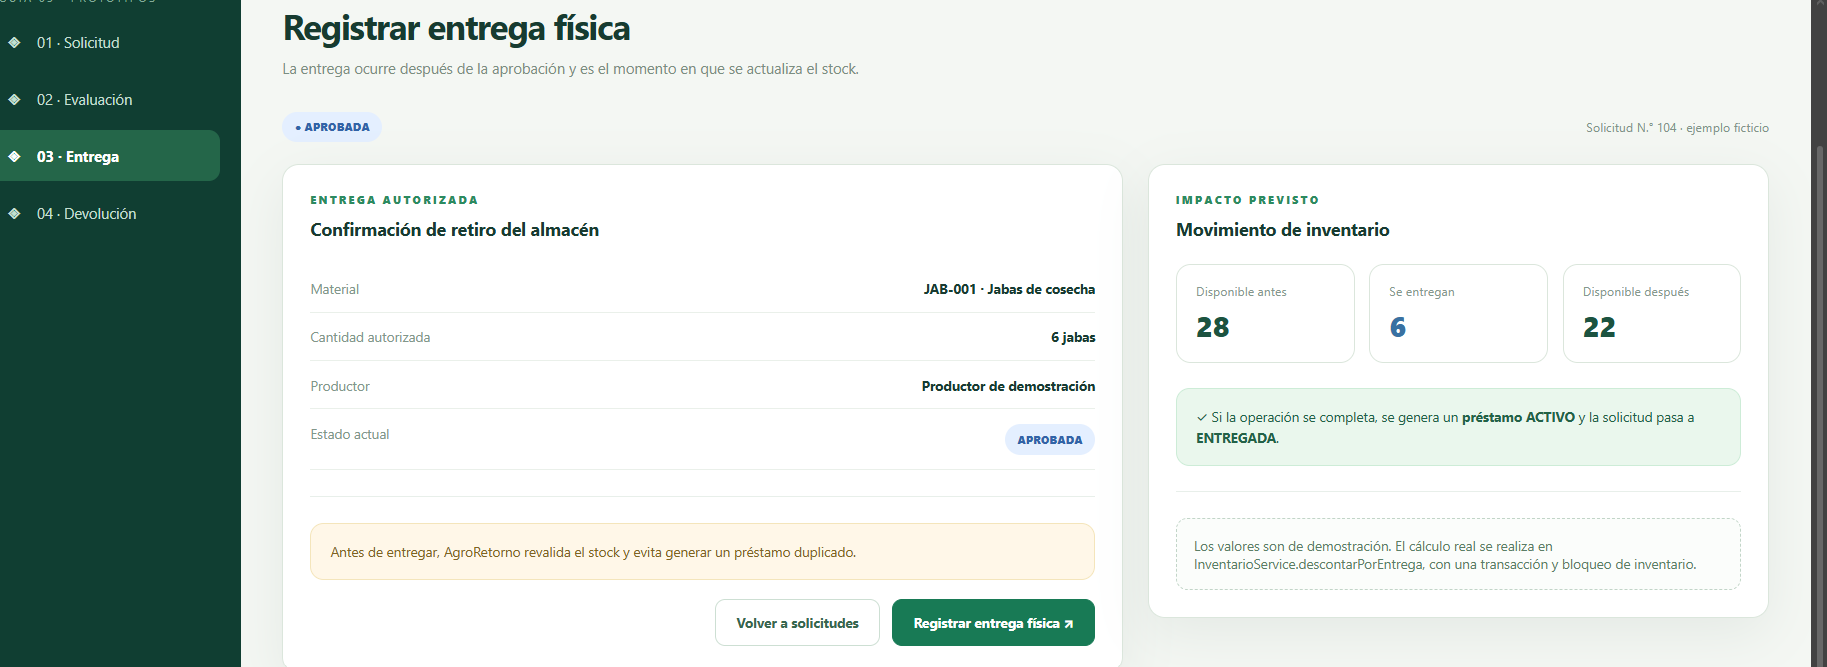 01 · Solicitud
02 · Evaluación
03 · Entrega
04 · Devolución
Registrar entrega física
La entrega ocurre después de la aprobación y es el momento en que se actualiza el stock.
• APROBADA
Solicitud N.° 104 · ejemplo ficticio
ENTREGA AUTORIZADA
Confirmación de retiro del almacén
Material
JAB-001 · Jabas de cosecha
Cantidad autorizada
6 jabas
Productor
Productor de demostración
Estado actual
APROBADA
Antes de entregar, AgroRetorno revalida el stock y evita generar un préstamo duplicado.
Volver a solicitudes
Registrar entrega física ↗
IMPACTO PREVISTO
Movimiento de inventario
Disponible antes
28
Se entregan
6
Disponible después
22
✓ Si la operación se completa, se genera un préstamo ACTIVO y la solicitud pasa a
ENTREGADA.
Los valores son de demostración. El cálculo real se realiza en
InventarioService.descontarPorEntrega, con una transacción y bloqueo de inventario.